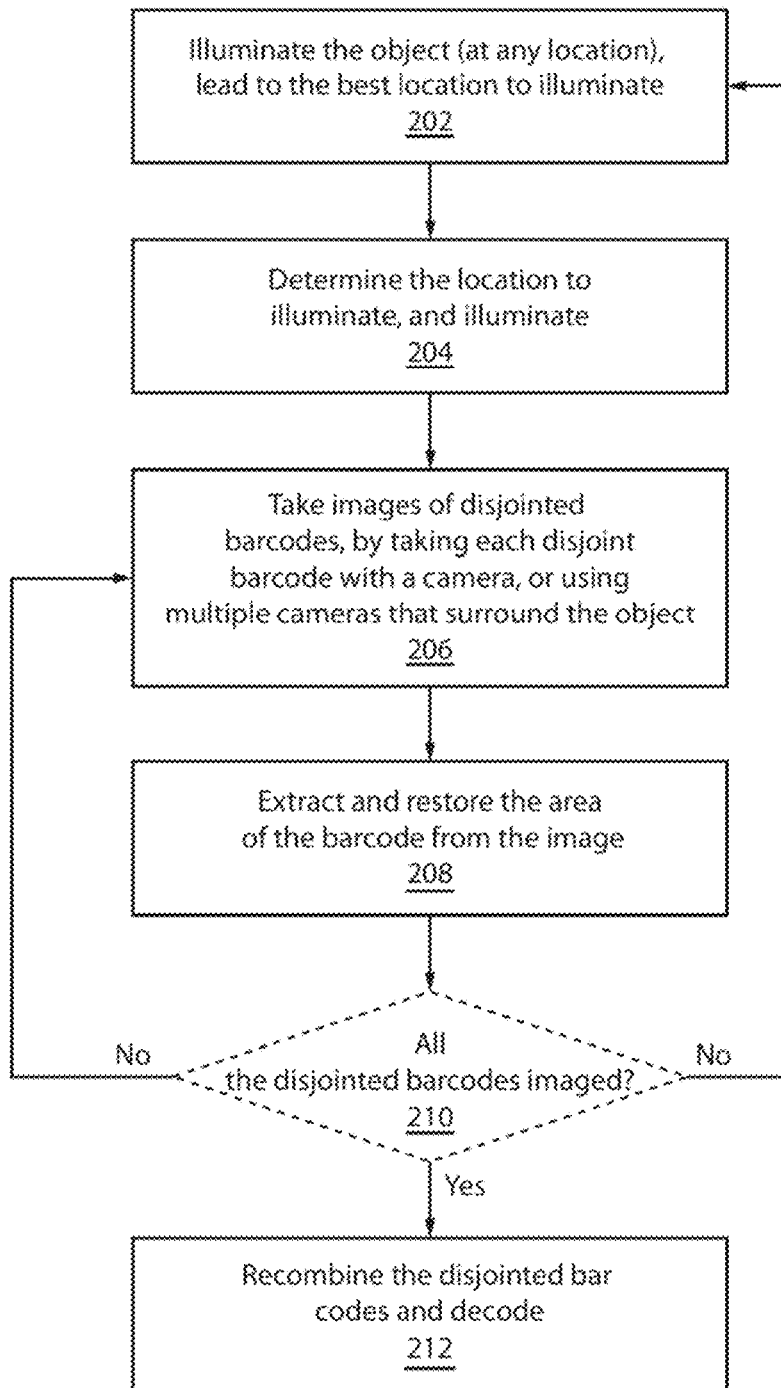 Illuminate the object (at any location),
lead to the best location to illuminate
202
Determine the location to
illuminate, and illuminate
204
Take images of disjointed
barcodes, by taking each disjoint
barcode with a camera, or using
multiple cameras that surround the object
206
Extract and restore the area
of the barcode from the image
208
No
All
No
the disjointed barcodes imaged?
210
Yes
Recombine the disjointed bar
codes and decode
212